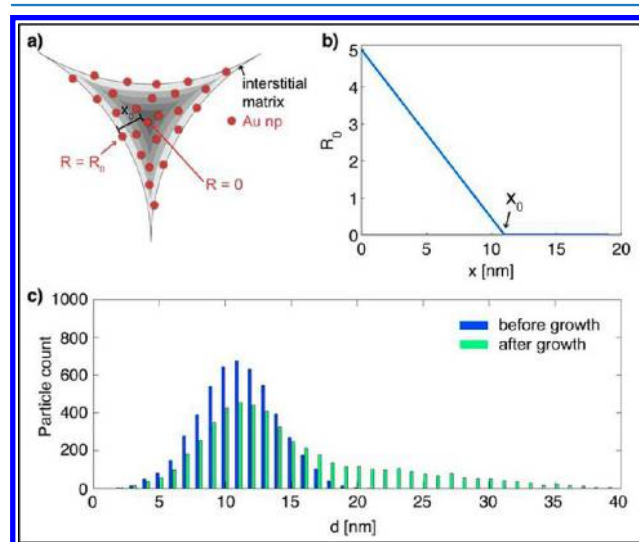 a)
interstitial
matrix
Au np
x₀
R = R₀
R = 0
b)
5
4
3
2
1
0
R₀
x₀
0 5 10 15 20
x [nm]
c)
1000
800
600
400
200
0
Particle count
before growth
after growth
0 5 10 15 20 25 30 35 40
d [nm]